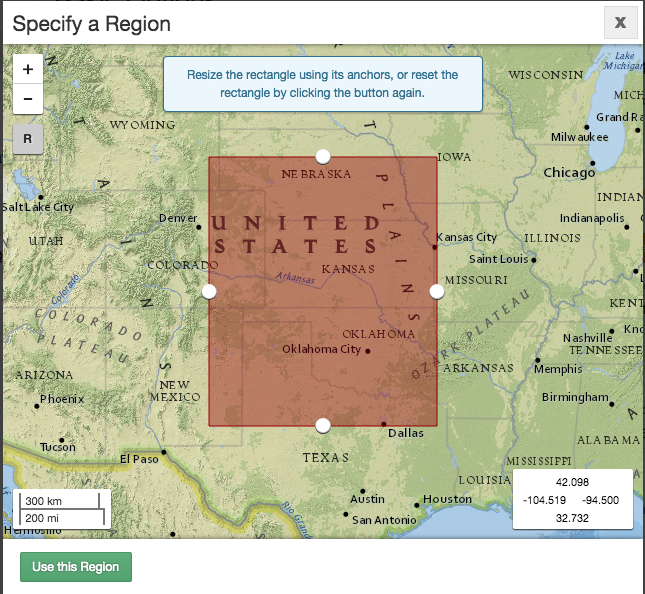 Specify a Region
X
Resize the rectangle using its anchors, or reset the
rectangle by clicking the button again.
+
−
R
WISCONSIN
Lake
Michigan
MICH
WYOMING
Grand Ra
Milwaukee
IOWA
Chicago
NEBRASKA
Salt Lake City
Denver
UNITED
STATES
PLAINS
INDIAN
Indianapolis
UTAH
Kansas City
ILLINOIS
Saint Louis
COLORADO
KANSAS
Arkansas
MISSOURI
Colorado
COLORADO
PLATEAU
KENT
OKLAHOMA
Oklahoma City
OZARK PLATEAU
Nashville
Kno
TENNESSEE
ARIZONA
ARKANSAS
Memphis
Phoenix
NEW
MEXICO
Birmingham
Dallas
ALABAMA
Tucson
El Paso
TEXAS
MISSISSIPPI
LOUISIA
Austin
Houston
San Antonio
Rio Grand
Hermosillo
300 km
200 mi
42.098
-104.519 -94.500
32.732
Use this Region